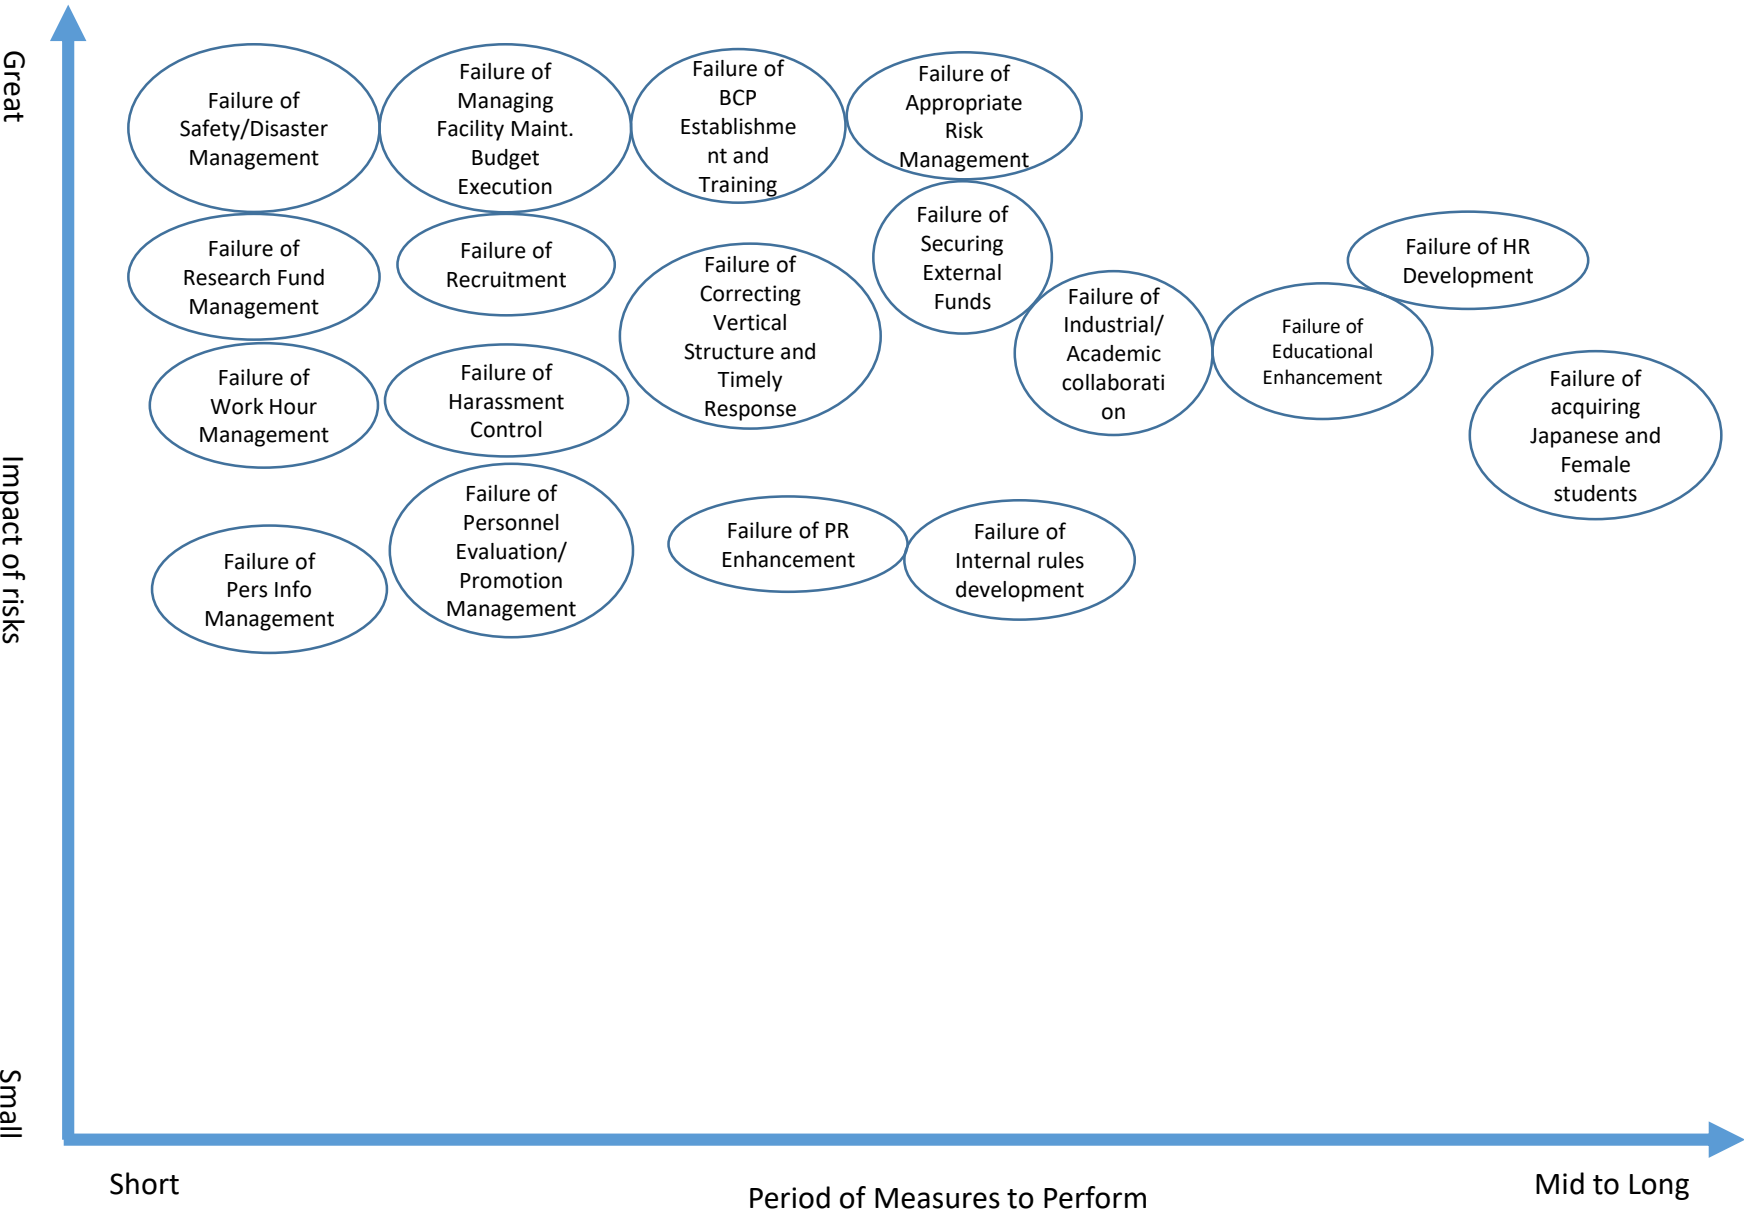 Great
Impact of risks
Small
Failure of
Safety/Disaster
Management
Failure of
Managing
Facility Maint.
Budget
Execution
Failure of
BCP
Establishme
nt and
Training
Failure of
Appropriate
Risk
Management
Failure of
Research Fund
Management
Failure of
Recruitment
Failure of
Correcting
Vertical
Structure and
Timely
Response
Failure of
Securing
External
Funds
Failure of
Industrial/
Academic
collaborati
on
Failure of
Educational
Enhancement
Failure of HR
Development
Failure of
acquiring
Japanese and
Female
students
Failure of
Work Hour
Management
Failure of
Harassment
Control
Failure of
Pers Info
Management
Failure of
Personnel
Evaluation/
Promotion
Management
Failure of PR
Enhancement
Failure of
Internal rules
development
Short
Period of Measures to Perform
Mid to Long